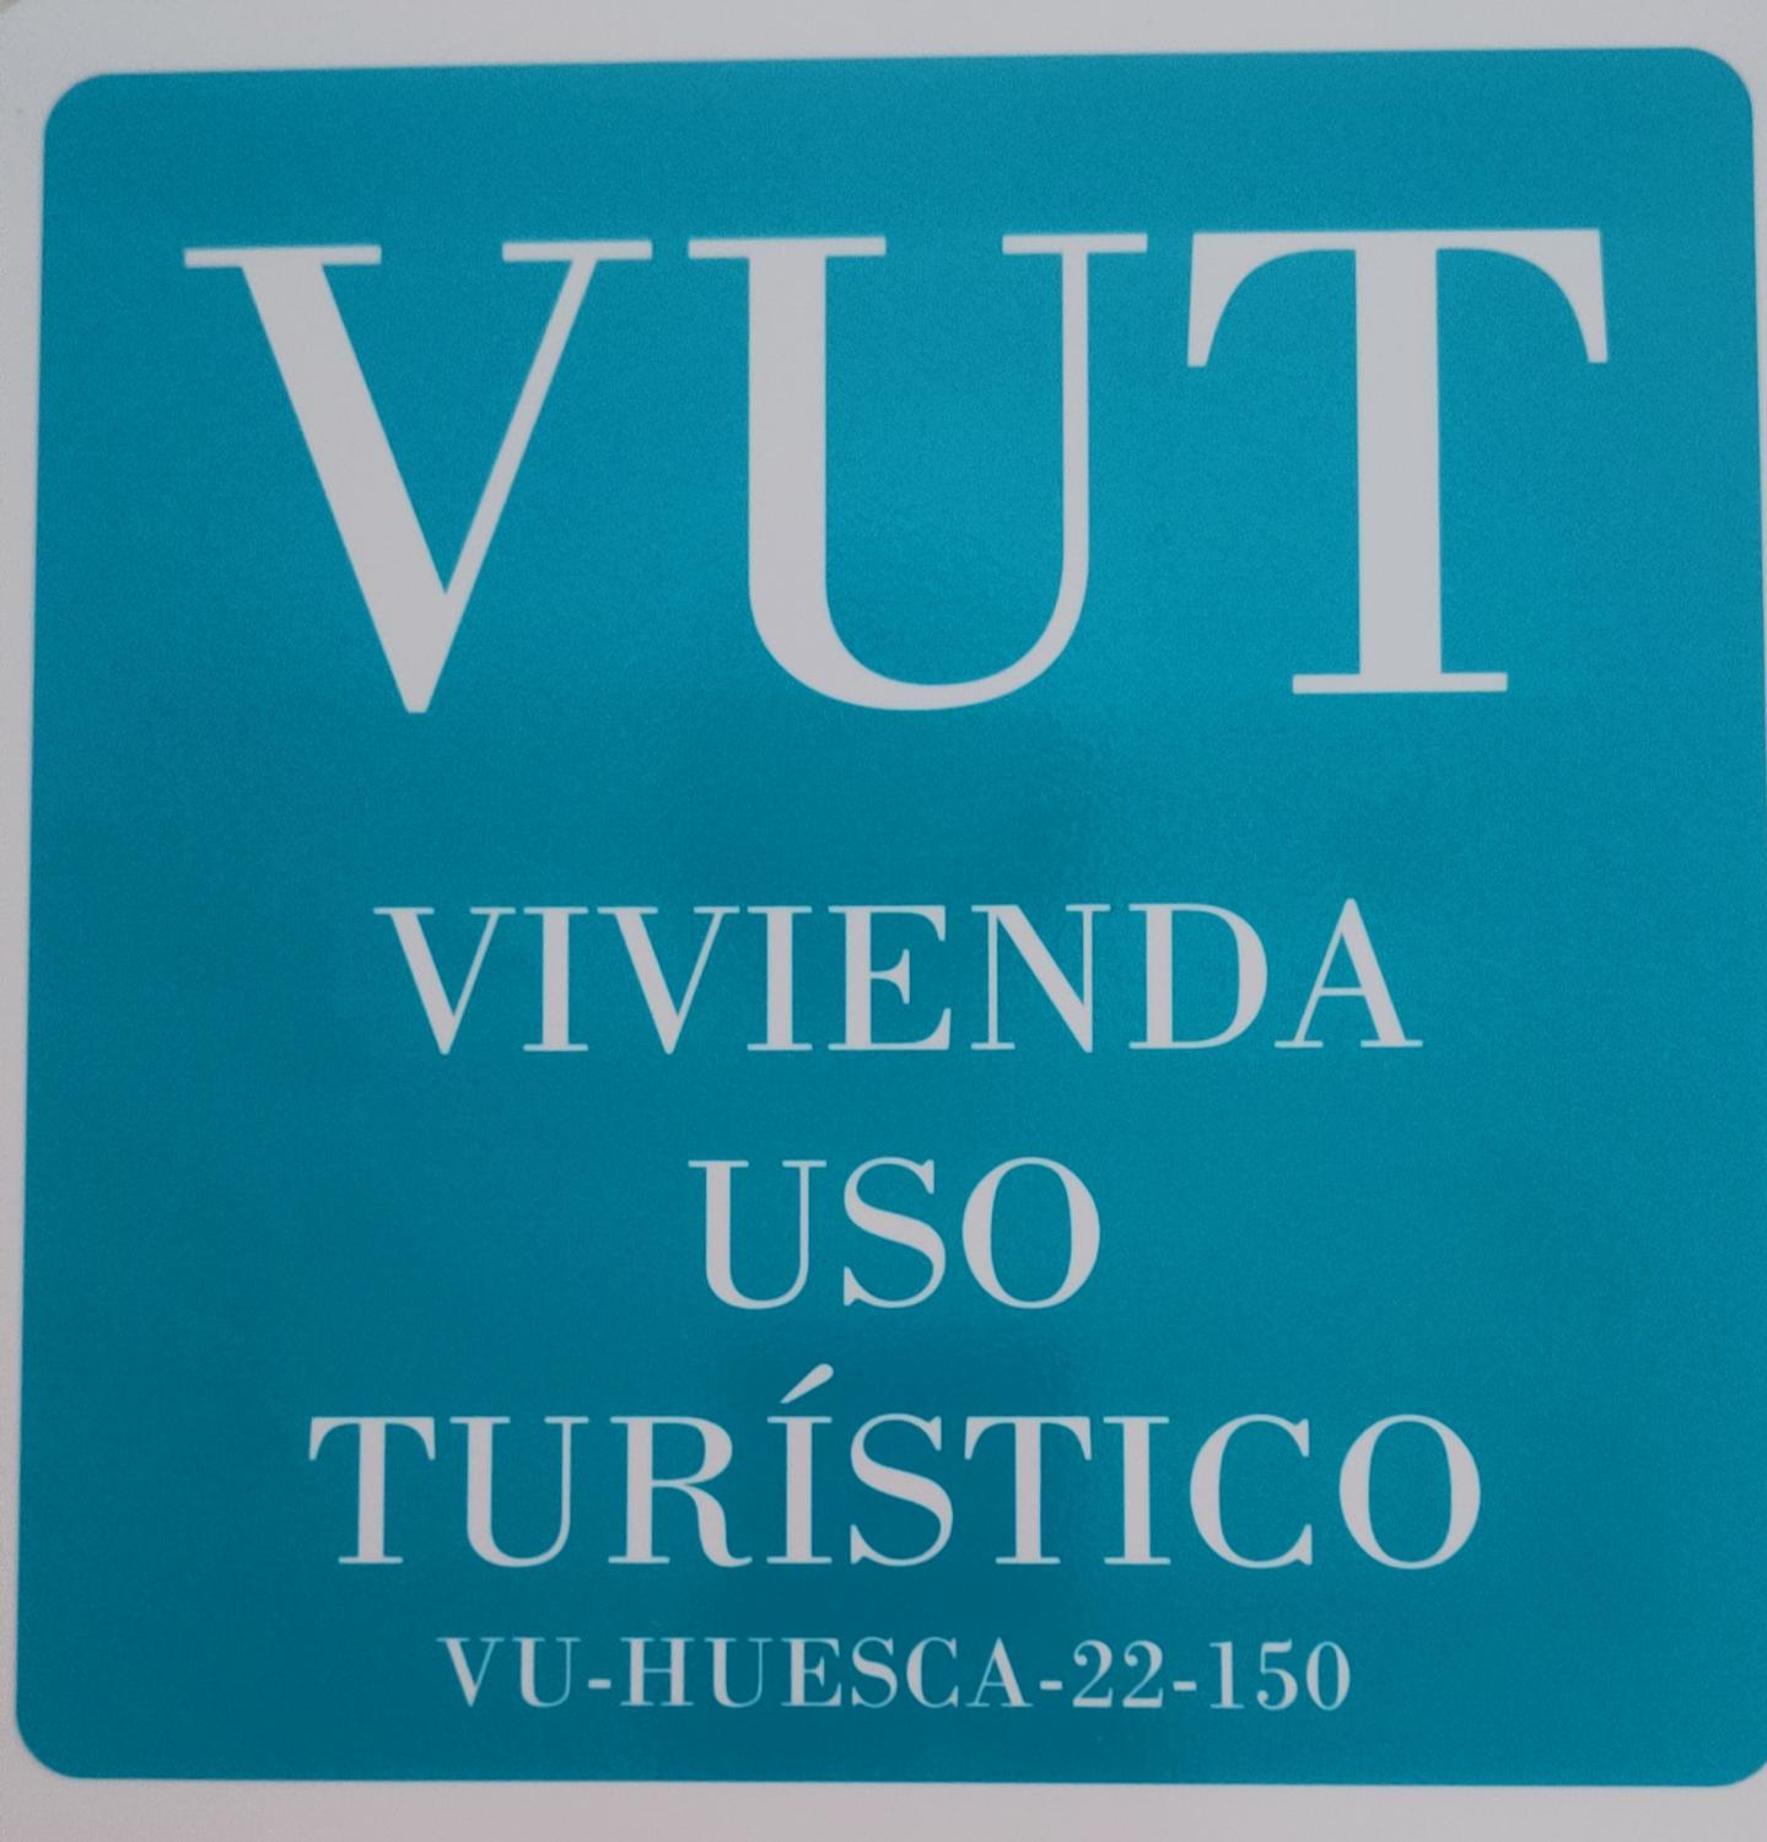 VUT
VIVIENDA
USO
TURÍSTICO
VU-HUESCA-22-150